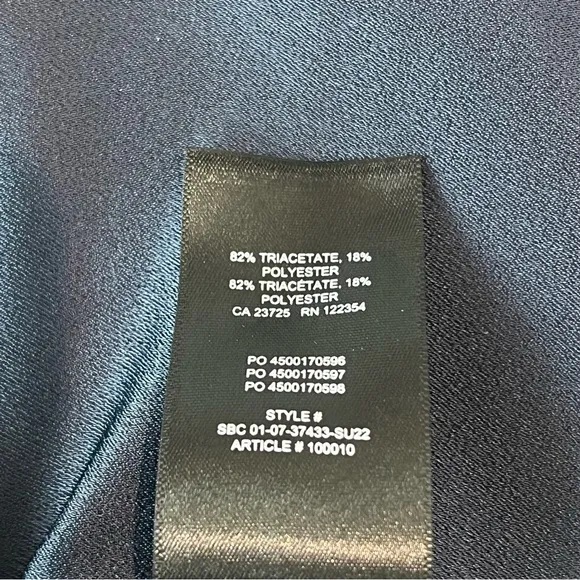 82% TRIACETATE, 18%
POLYESTER
82% TRIACÉTATE, 18%
POLYESTER
CA 23725 RN 122354
PO 4500170596
PO 4500170597
PO 4500170598
STYLE #
SBC 01-07-37433-SU22
ARTICLE # 100010